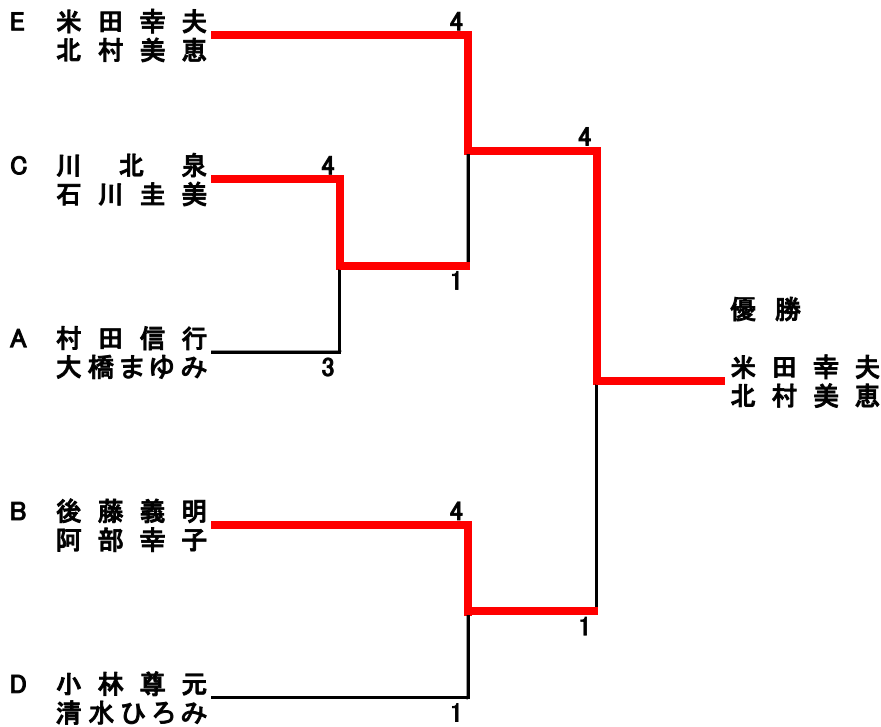 E 米田幸夫 4
北村美恵
4
C 川北泉 4
石川圭美
1
優勝
A 村田信行
大橋まゆみ 3
米田幸夫
北村美恵
B 後藤義明 4
阿部幸子
1
D 小林尊元
清水ひろみ 1